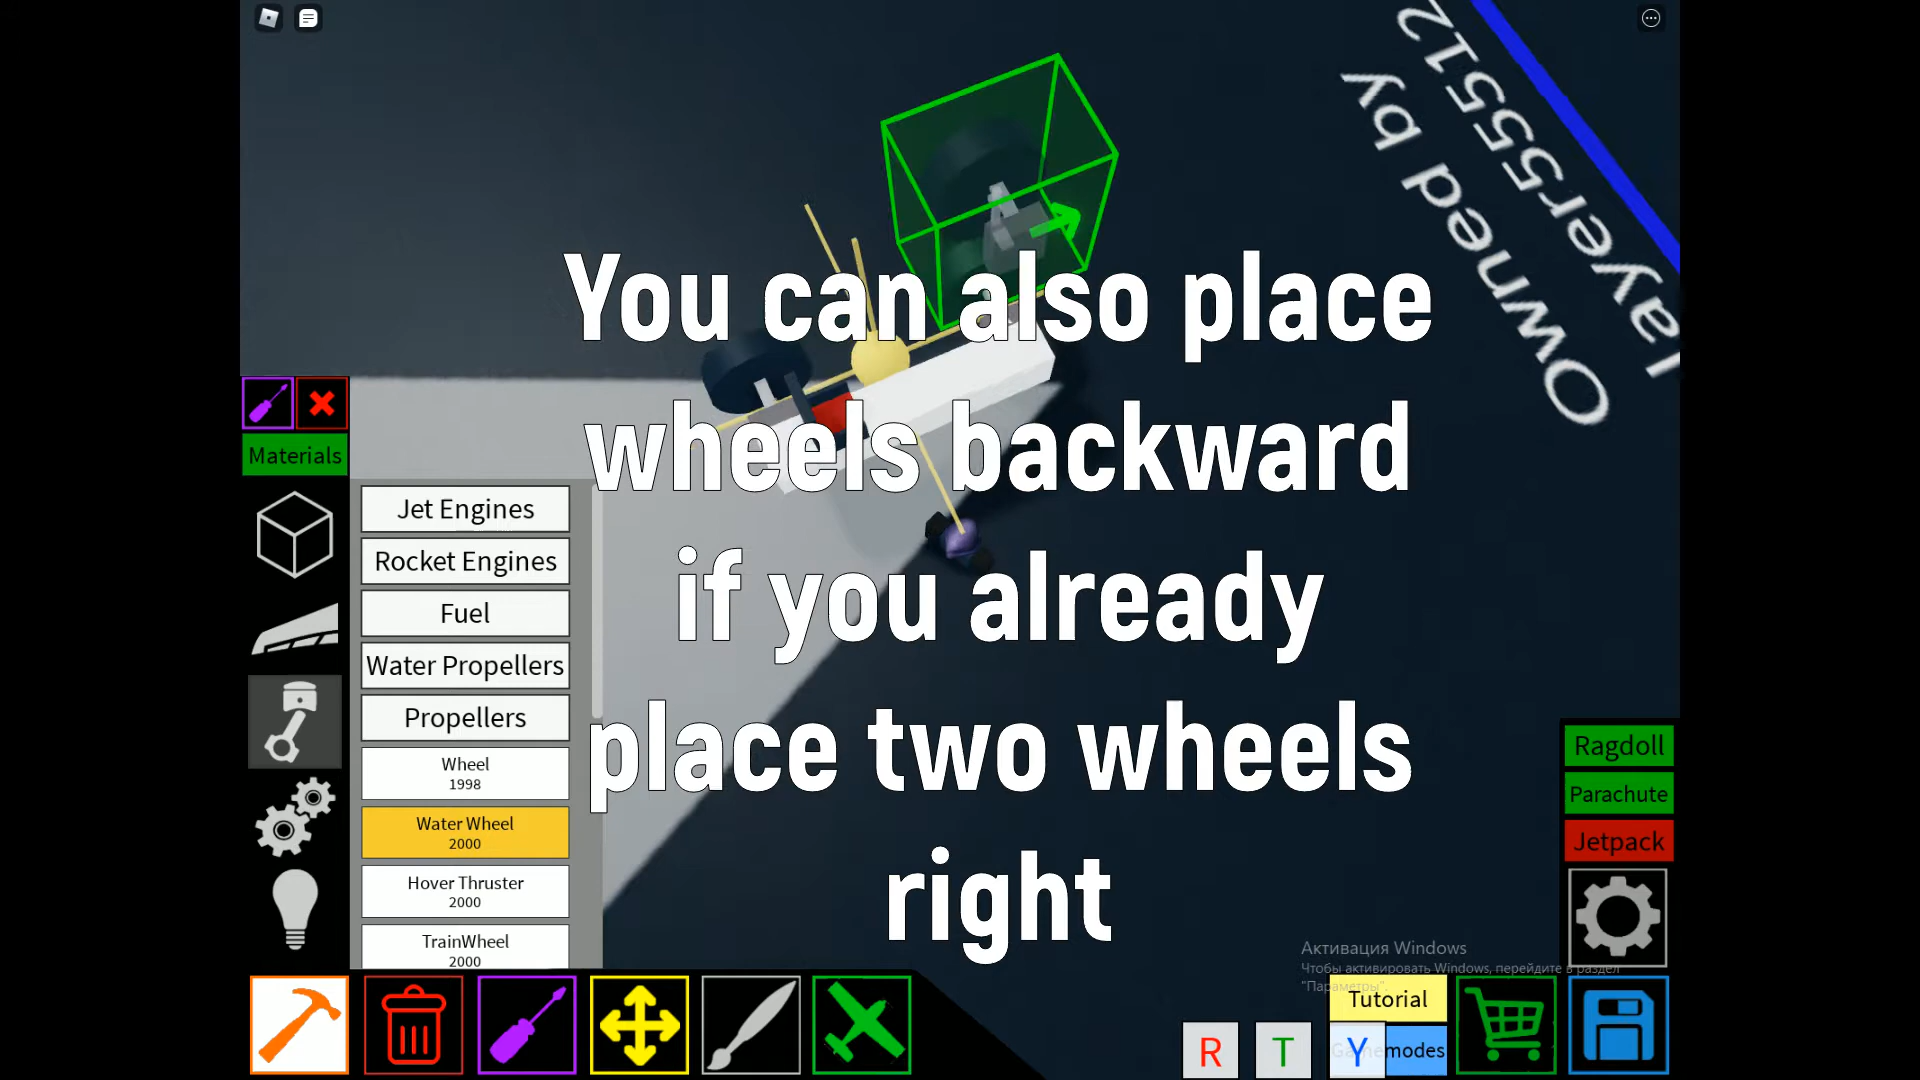 Owned by
layer55512
You can also place
wheels backward
if you already
place two wheels
right
Materials
Jet Engines
Rocket Engines
Fuel
Water Propellers
Propellers
Wheel
1998
Water Wheel
2000
Hover Thruster
2000
TrainWheel
2000
Ragdoll
Parachute
Jetpack
Активация Windows
Чтобы активировать Windows, перейдите в раздел
"Параметры".
Tutorial
Gamemodes
R
T
Y